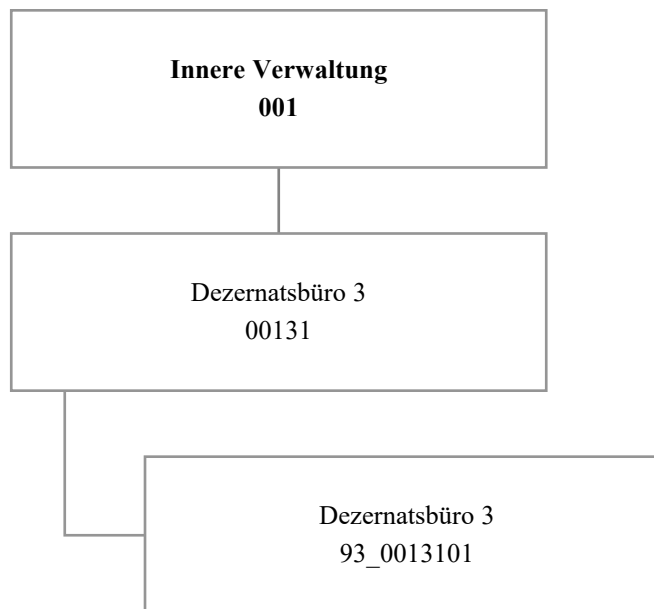 Innere Verwaltung
001
Dezernatsbüro 3
00131
Dezernatsbüro 3
93_0013101